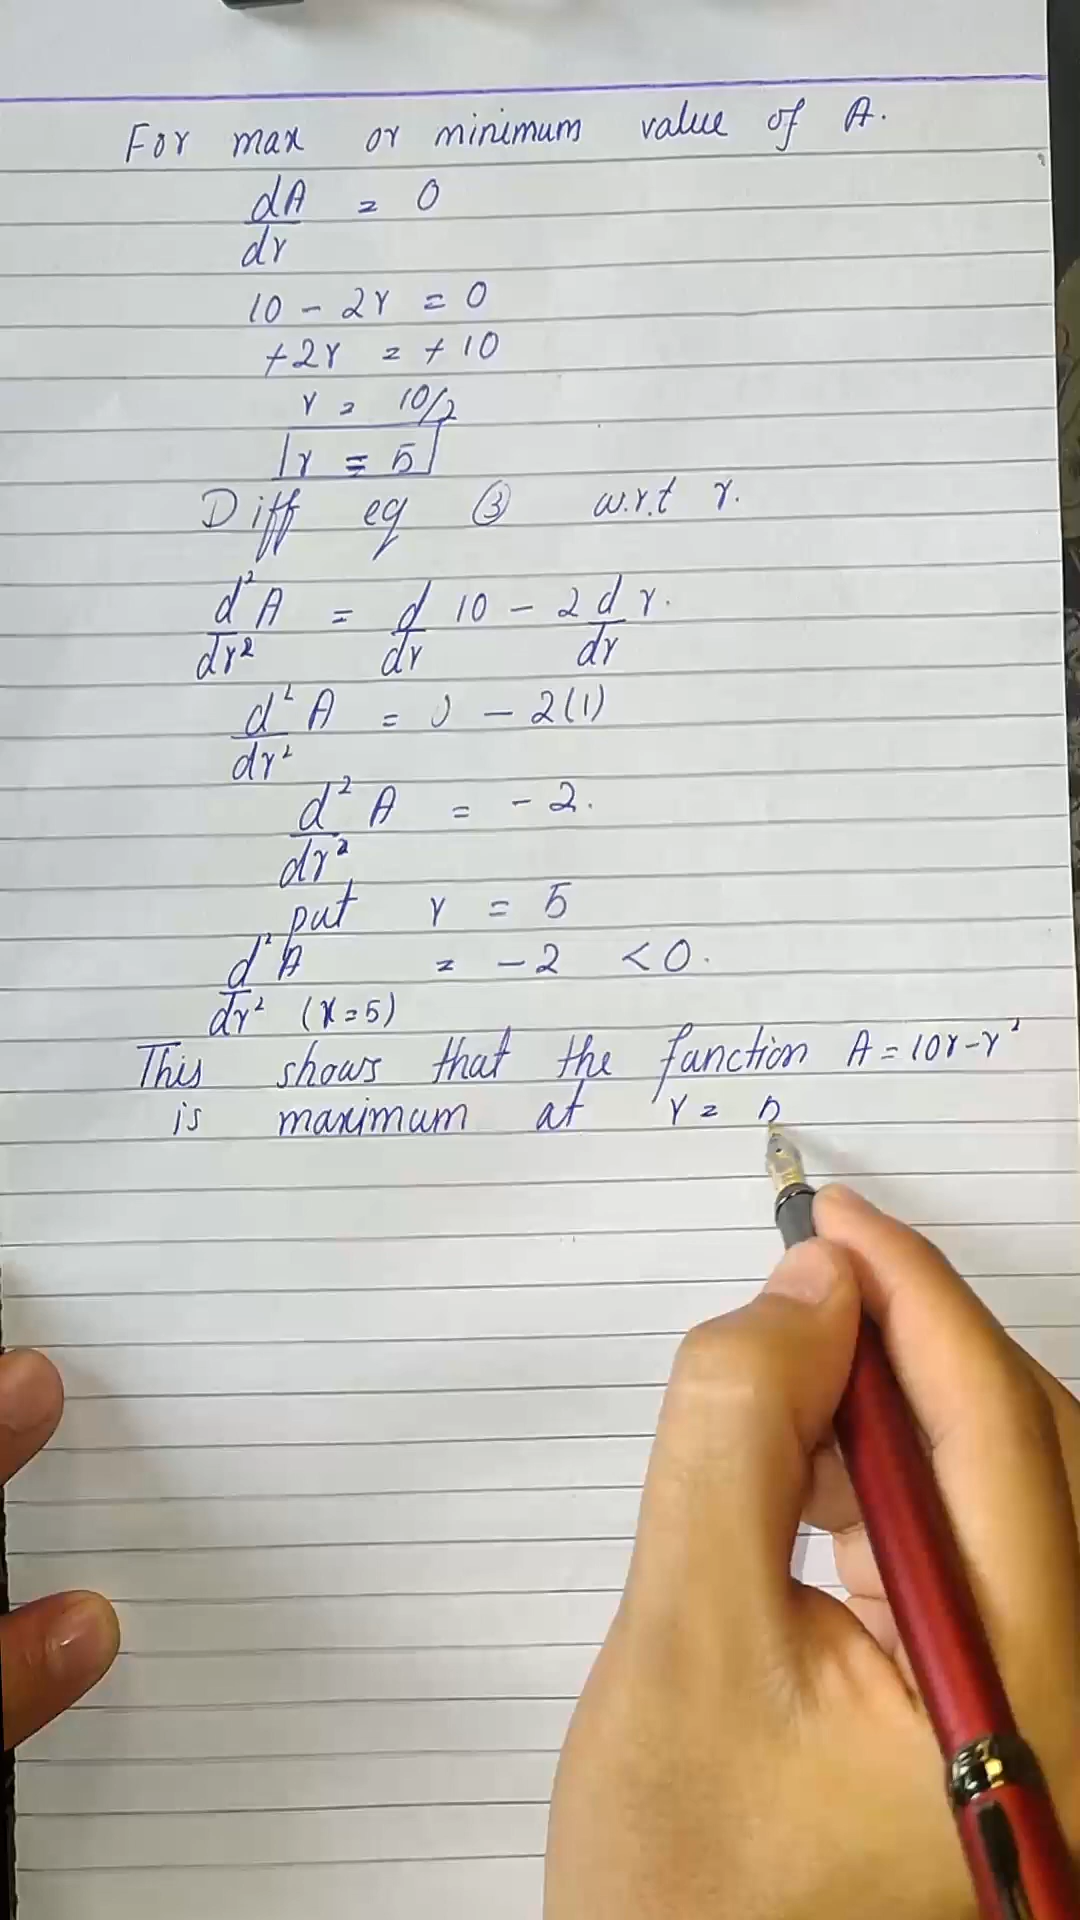 For max or minimum value of A.
dA/dr = 0
10 - 2r = 0
+2r = +10
r = 10/2
r = 5
Diff eq ③ w.r.t r.
d²A/dr² = d/dr 10 - 2 d/dr r.
d²A/dr² = 0 - 2(1)
d²A/dr² = -2.
put r = 5
d²A/dr² (x=5) = -2 < 0.
This shows that the function A = 10r-r²
is maximum at r = 5